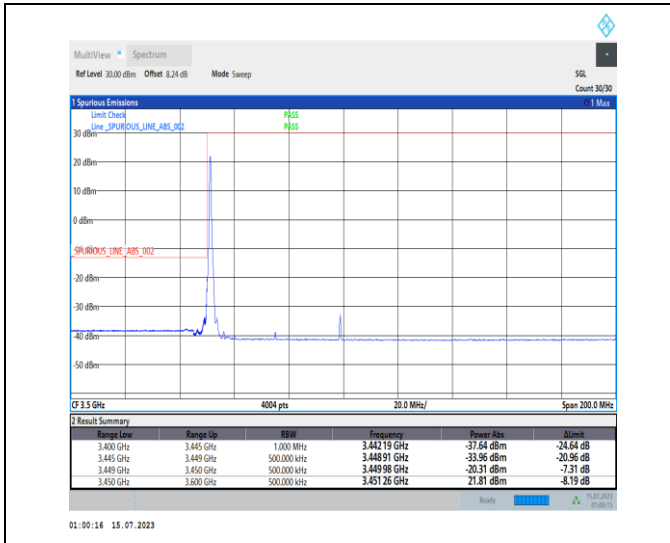 MultiView Spectrum
Ref Level 30.00 dBm Offset 8.24 dB Mode Sweep SGL
Count 30/30
1 Spurious Emissions 1 Max
Limit Check PASS
Line _SPURIOUS_LINE_ABS_002 PASS
30 dBm
20 dBm
10 dBm
0 dBm
_SPURIOUS_LINE_ABS_002
-20 dBm
-30 dBm
-40 dBm
-50 dBm
CF 3.5 GHz 4004 pts 20.0 MHz/ Span 200.0 MHz
2 Result Summary
Range Low Range Up RBW Frequency Power Abs ΔLimit
3.400 GHz 3.445 GHz 1.000 MHz 3.44219 GHz -37.64 dBm -24.64 dB
3.445 GHz 3.449 GHz 500.000 kHz 3.44891 GHz -33.96 dBm -20.96 dB
3.449 GHz 3.450 GHz 500.000 kHz 3.44998 GHz -20.31 dBm -7.31 dB
3.450 GHz 3.600 GHz 500.000 kHz 3.45126 GHz 21.81 dBm -8.19 dB
Ready 15.07.2023
01:00:15
01:00:16 15.07.2023